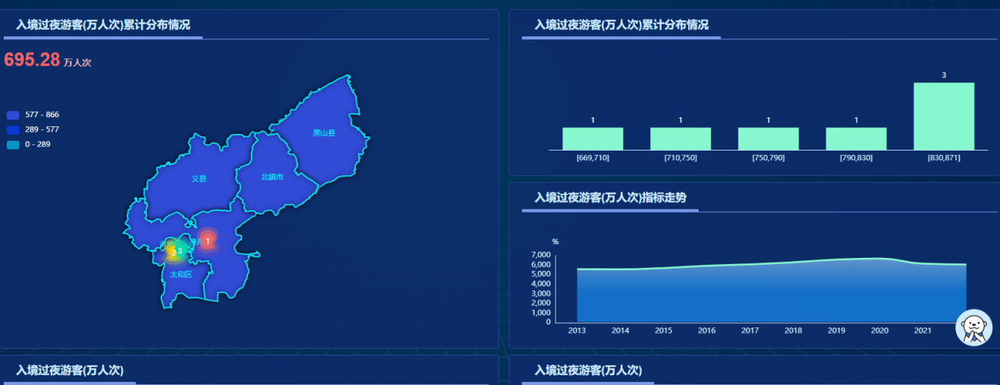 入境过夜游客(万人次)累计分布情况
695.28 万人次
577 - 866
289 - 577
0 - 289
黑山县
义县
北镇市
1
2
3
太和区
入境过夜游客(万人次)累计分布情况
3
1
1
1
1
[669,710]
[710,750]
[750,790]
[790,830]
[830,871]
入境过夜游客(万人次)指标走势
%
7,000
6,000
5,000
4,000
3,000
2,000
1,000
0
2013
2014
2015
2016
2017
2018
2019
2020
2021
入境过夜游客(万人次)
入境过夜游客(万人次)